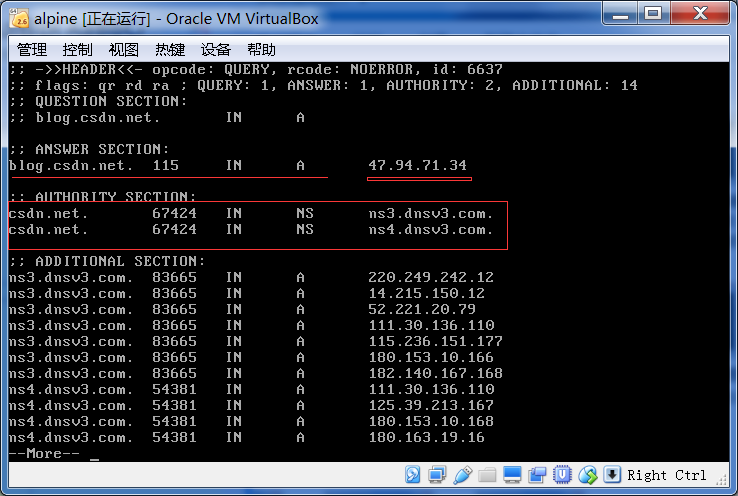 2.6
alpine [正在运行] - Oracle VM VirtualBox
管理 控制 视图 热键 设备 帮助
;; ->>HEADER<<- opcode: QUERY, rcode: NOERROR, id: 6637
;; flags: qr rd ra ; QUERY: 1, ANSWER: 1, AUTHORITY: 2, ADDITIONAL: 14
;; QUESTION SECTION:
;; blog.csdn.net. IN A
;; ANSWER SECTION:
blog.csdn.net. 115 IN A 47.94.71.34
;; AUTHORITY SECTION:
csdn.net. 67424 IN NS ns3.dnsv3.com.
csdn.net. 67424 IN NS ns4.dnsv3.com.
;; ADDITIONAL SECTION:
ns3.dnsv3.com. 83665 IN A 220.249.242.12
ns3.dnsv3.com. 83665 IN A 14.215.150.12
ns3.dnsv3.com. 83665 IN A 52.221.20.79
ns3.dnsv3.com. 83665 IN A 111.30.136.110
ns3.dnsv3.com. 83665 IN A 115.236.151.177
ns3.dnsv3.com. 83665 IN A 180.153.10.166
ns3.dnsv3.com. 83665 IN A 182.140.167.168
ns4.dnsv3.com. 54381 IN A 111.30.136.110
ns4.dnsv3.com. 54381 IN A 125.39.213.167
ns4.dnsv3.com. 54381 IN A 180.153.10.168
ns4.dnsv3.com. 54381 IN A 180.163.19.16
--More-- _
Right Ctrl